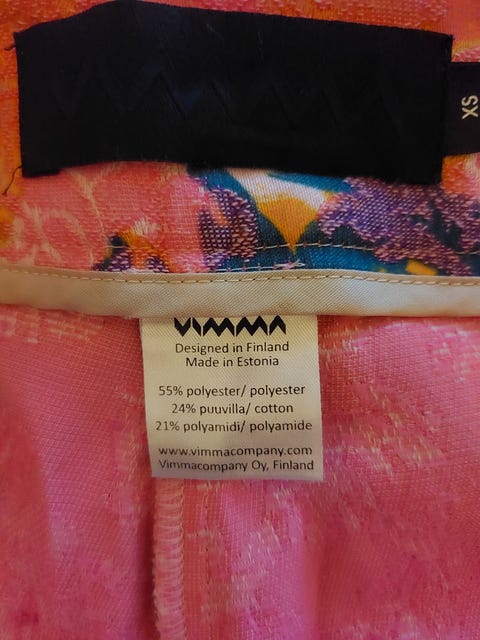 XS
VIMMA
Designed in Finland
Made in Estonia
55% polyester/ polyester
24% puuvilla/ cotton
21% polyamidi/ polyamide
www.vimmacompany.com
Vimmacompany Oy, Finland